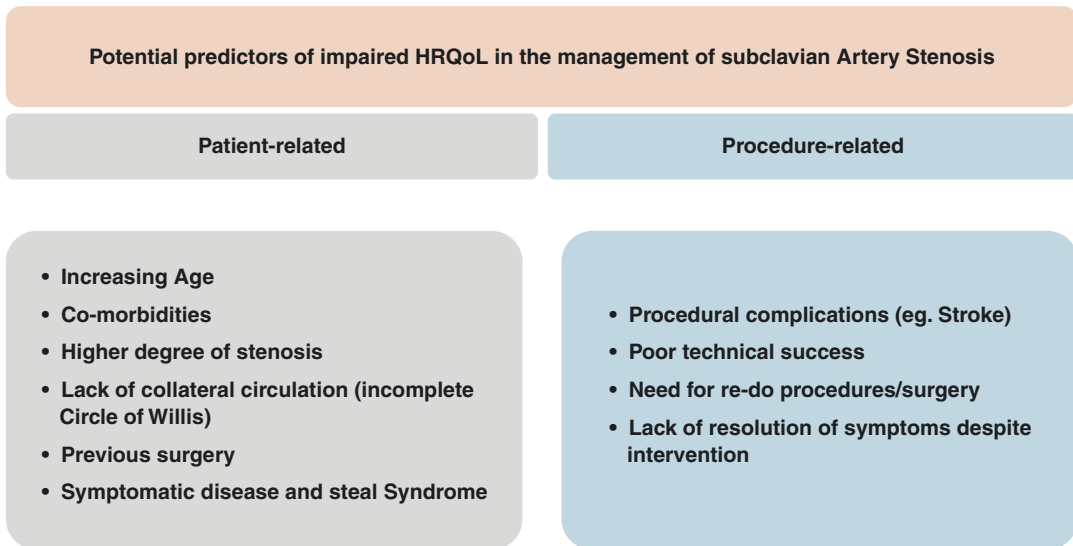 Potential predictors of impaired HRQoL in the management of subclavian Artery Stenosis
Patient-related
Procedure-related
• Increasing Age
• Co-morbidities
• Higher degree of stenosis
• Lack of collateral circulation (incomplete
Circle of Willis)
• Previous surgery
• Symptomatic disease and steal Syndrome
• Procedural complications (eg. Stroke)
• Poor technical success
• Need for re-do procedures/surgery
• Lack of resolution of symptoms despite
intervention